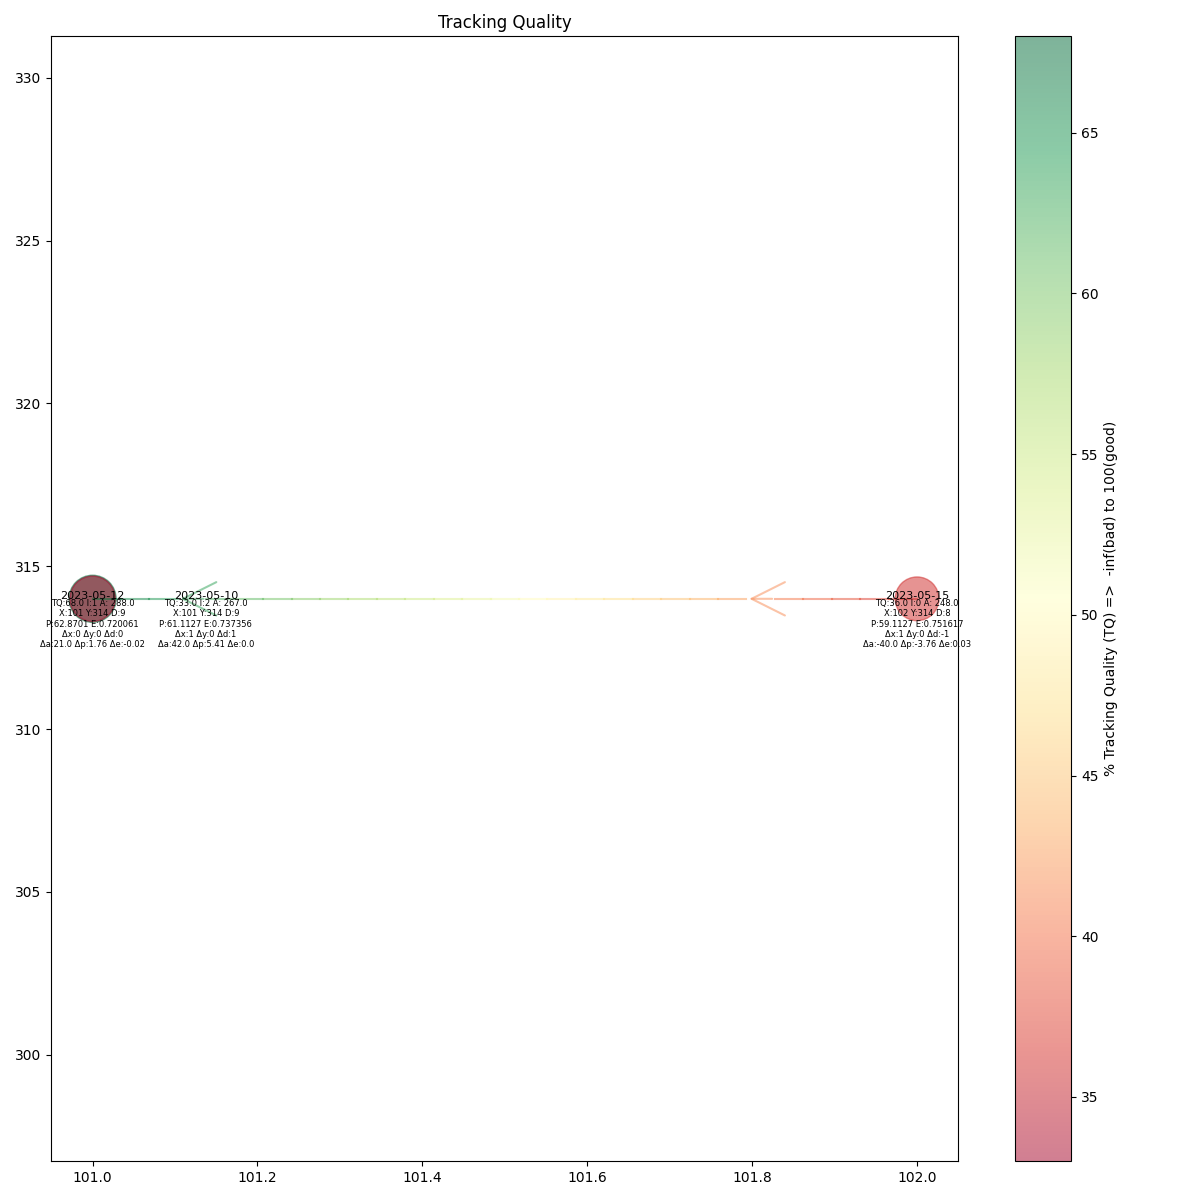 Tracking Quality
330
325
320
315
310
305
300
2023-05-12
TQ:68.0 I:1 A: 288.0
X:101 Y:314 D:9
P:62.8701 E:0.720061
Δx:0 Δy:0 Δd:0
Δa:21.0 Δp:1.76 Δe:-0.02
2023-05-10
TQ:33.0 I:2 A: 267.0
X:101 Y:314 D:9
P:61.1127 E:0.737356
Δx:1 Δy:0 Δd:1
Δa:42.0 Δp:5.41 Δe:0.0
2023-05-15
TQ:36.0 I:0 A: 248.0
X:102 Y:314 D:8
P:59.1127 E:0.751617
Δx:1 Δy:0 Δd:-1
Δa:-40.0 Δp:-3.76 Δe:0.03
101.0 101.2 101.4 101.6 101.8 102.0
65
60
55
50
45
40
35
% Tracking Quality (TQ) => -inf(bad) to 100(good)